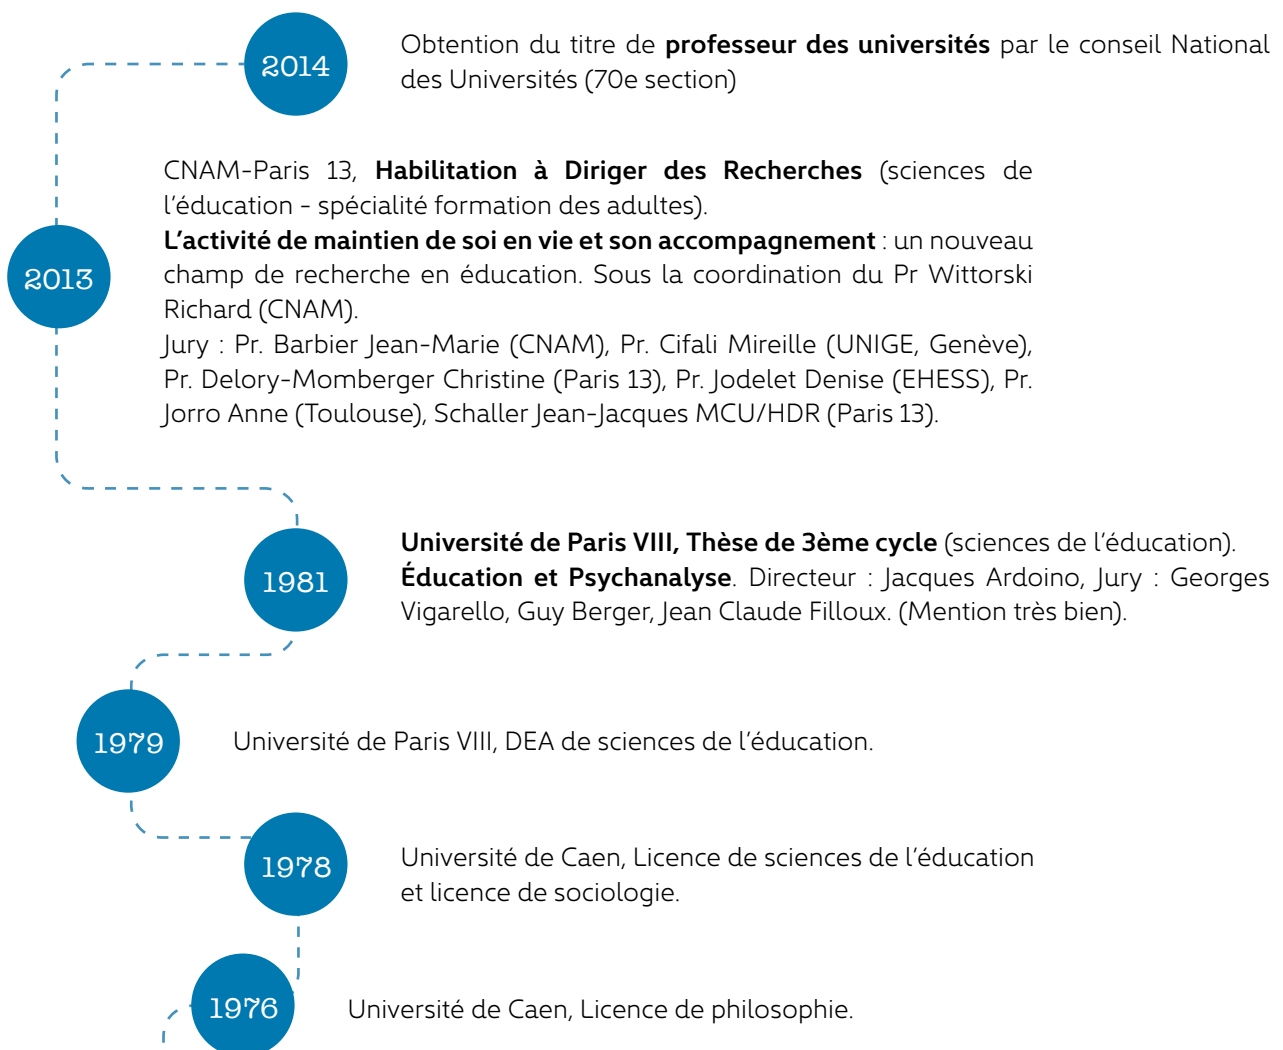 2014
Obtention du titre de professeur des universités par le conseil National
des Universités (70e section)
2013
CNAM-Paris 13, Habilitation à Diriger des Recherches (sciences de
l’éducation - spécialité formation des adultes).
L’activité de maintien de soi en vie et son accompagnement : un nouveau
champ de recherche en éducation. Sous la coordination du Pr Wittorski
Richard (CNAM).
Jury : Pr. Barbier Jean-Marie (CNAM), Pr. Cifali Mireille (UNIGE, Genève),
Pr. Delory-Momberger Christine (Paris 13), Pr. Jodelet Denise (EHESS), Pr.
Jorro Anne (Toulouse), Schaller Jean-Jacques MCU/HDR (Paris 13).
1981
Université de Paris VIII, Thèse de 3ème cycle (sciences de l’éducation).
Éducation et Psychanalyse. Directeur : Jacques Ardoino, Jury : Georges
Vigarello, Guy Berger, Jean Claude Filloux. (Mention très bien).
1979
Université de Paris VIII, DEA de sciences de l’éducation.
1978
Université de Caen, Licence de sciences de l’éducation
et licence de sociologie.
1976
Université de Caen, Licence de philosophie.